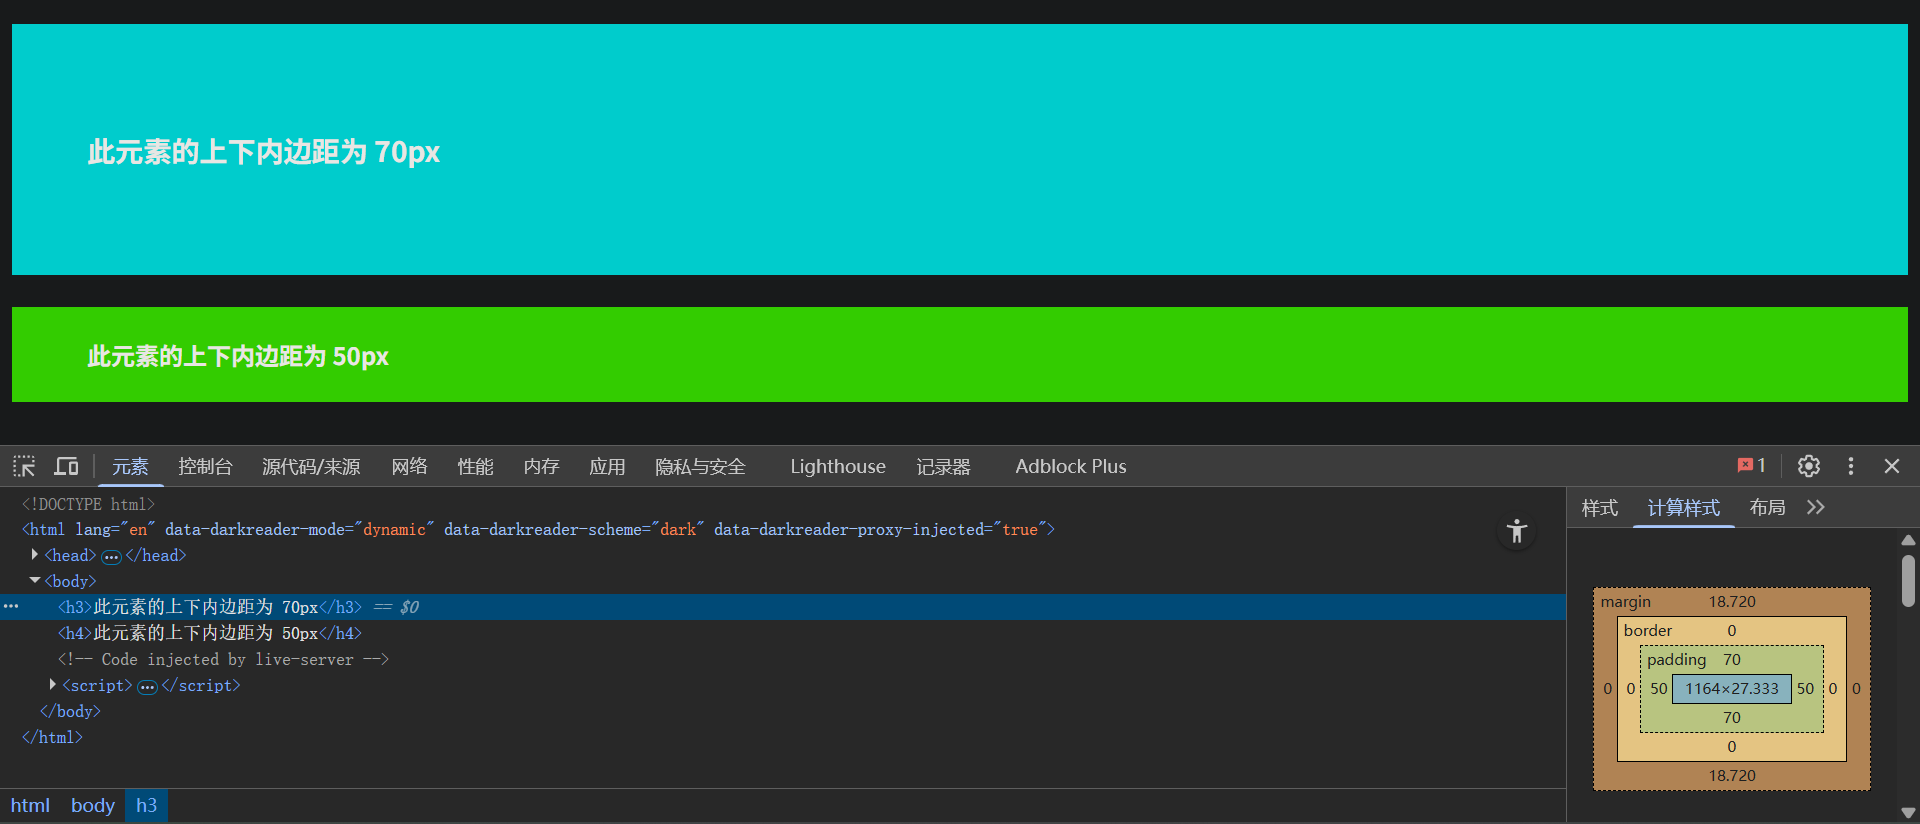 此元素的上下内边距为 70px
此元素的上下内边距为 50px
元素 控制台 源代码/来源 网络 性能 内存 应用 隐私与安全 Lighthouse 记录器 Adblock Plus 1
<!DOCTYPE html>
<html lang="en" data-darkreader-mode="dynamic" data-darkreader-scheme="dark" data-darkreader-proxy-injected="true">
<head> … </head>
<body>
<h3>此元素的上下内边距为 70px</h3> == $0
<h4>此元素的上下内边距为 50px</h4>
<!-- Code injected by live-server -->
<script> … </script>
</body>
</html>
html body h3
样式 计算样式 布局
margin 18.720
border 0
padding 70
0 0 50 1164×27.333 50 0 0
70
0
18.720